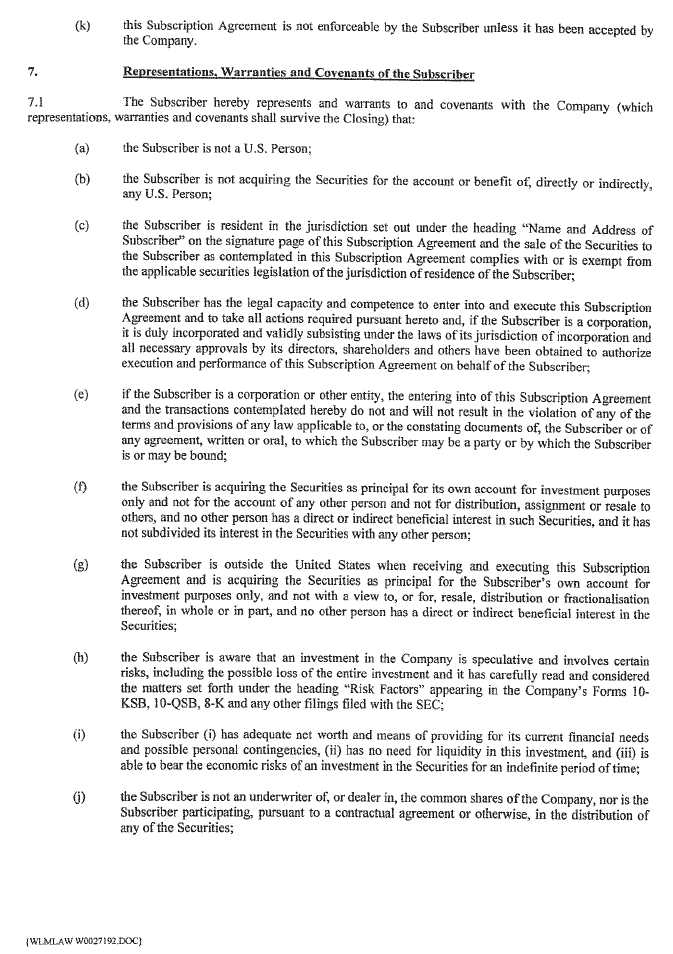 (k) this Subscription Agreement is not enforceable by the Subscriber unless it has been accepted by
the Company.
7. Representations, Warranties and Covenants of the Subscriber
7.1 The Subscriber hereby represents and warrants to and covenants with the Company (which
representations, warranties and covenants shall survive the Closing) that:
(a) the Subscriber is not a U.S. Person;
(b) the Subscriber is not acquiring the Securities for the account or benefit of, directly or indirectly,
any U.S. Person;
(c) the Subscriber is resident in the jurisdiction set out under the heading “Name and Address of
Subscriber” on the signature page of this Subscription Agreement and the sale of the Securities to
the Subscriber as contemplated in this Subscription Agreement complies with or is exempt from
the applicable securities legislation of the jurisdiction of residence of the Subscriber;
(d) the Subscriber has the legal capacity and competence to enter into and execute this Subscription
Agreement and to take all actions required pursuant hereto and, if the Subscriber is a corporation,
it is duly incorporated and validly subsisting under the laws of its jurisdiction of incorporation and
all necessary approvals by its directors, shareholders and others have been obtained to authorize
execution and performance of this Subscription Agreement on behalf of the Subscriber;
(e) if the Subscriber is a corporation or other entity, the entering into of this Subscription Agreement
and the transactions contemplated hereby do not and will not result in the violation of any of the
terms and provisions of any law applicable to, or the constating documents of, the Subscriber or of
any agreement, written or oral, to which the Subscriber may be a party or by which the Subscriber
is or may be bound;
(f) the Subscriber is acquiring the Securities as principal for its own account for investment purposes
only and not for the account of any other person and not for distribution, assignment or resale to
others, and no other person has a direct or indirect beneficial interest in such Securities, and it has
not subdivided its interest in the Securities with any other person;
(g) the Subscriber is outside the United States when receiving and executing this Subscription
Agreement and is acquiring the Securities as principal for the Subscriber’s own account for
investment purposes only, and not with a view to, or for, resale, distribution or fractionalisation
thereof, in whole or in part, and no other person has a direct or indirect beneficial interest in the
Securities;
(h) the Subscriber is aware that an investment in the Company is speculative and involves certain
risks, including the possible loss of the entire investment and it has carefully read and considered
the matters set forth under the heading “Risk Factors” appearing in the Company’s Forms 10-
KSB, 10-QSB, 8-K and any other filings filed with the SEC;
(i) the Subscriber (i) has adequate net worth and means of providing for its current financial needs
and possible personal contingencies, (ii) has no need for liquidity in this investment, and (iii) is
able to bear the economic risks of an investment in the Securities for an indefinite period of time;
(j) the Subscriber is not an underwriter of, or dealer in, the common shares of the Company, nor is the
Subscriber participating, pursuant to a contractual agreement or otherwise, in the distribution of
any of the Securities;
{WLMLAW W0027192.DOC}